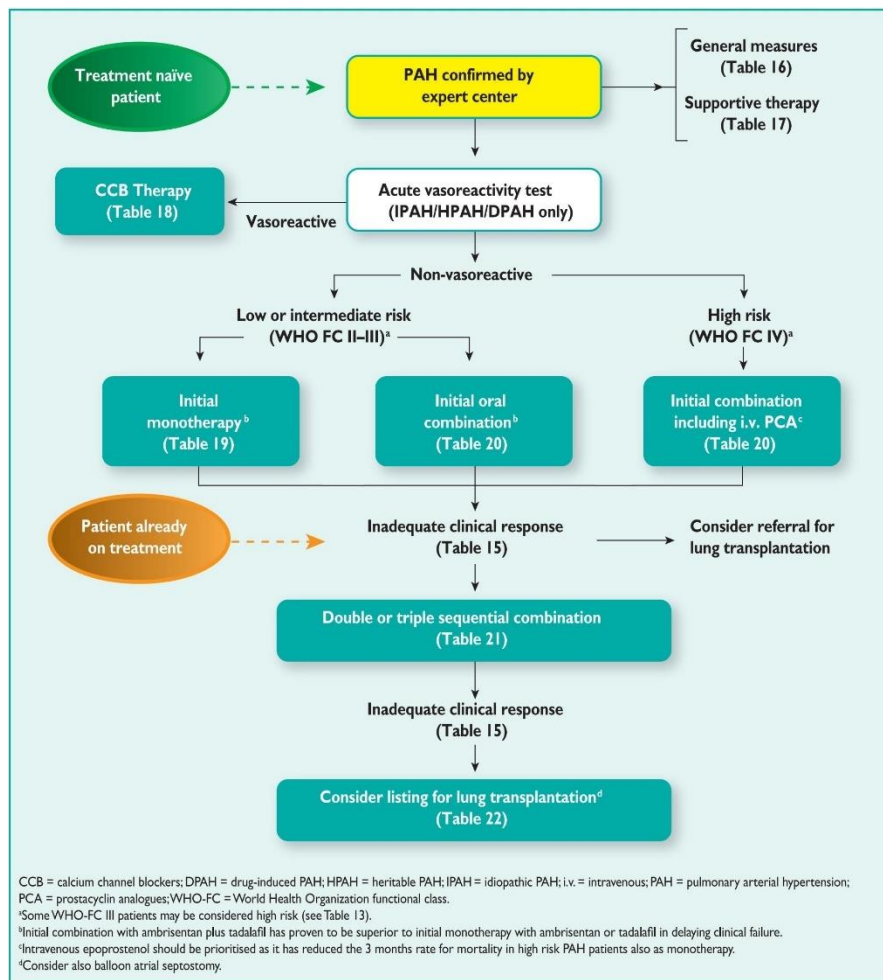 Treatment naïve
patient
PAH confirmed by
expert center
General measures
(Table 16)
Supportive therapy
(Table 17)
CCB Therapy
(Table 18)
Vasoreactive
Acute vasoreactivity test
(IPAH/HPAH/DPAH only)
Non-vasoreactive
Low or intermediate risk
(WHO FC II–III)ᵃ
High risk
(WHO FC IV)ᵃ
Initial
monotherapyᵇ
(Table 19)
Initial oral
combinationᵇ
(Table 20)
Initial combination
including i.v. PCAᶜ
(Table 20)
Patient already
on treatment
Inadequate clinical response
(Table 15)
Consider referral for
lung transplantation
Double or triple sequential combination
(Table 21)
Inadequate clinical response
(Table 15)
Consider listing for lung transplantationᵈ
(Table 22)
CCB = calcium channel blockers; DPAH = drug-induced PAH; HPAH = heritable PAH; IPAH = idiopathic PAH; i.v. = intravenous; PAH = pulmonary arterial hypertension;
PCA = prostacyclin analogues; WHO-FC = World Health Organization functional class.
ᵃSome WHO-FC III patients may be considered high risk (see Table 13).
ᵇInitial combination with ambrisentan plus tadalafil has proven to be superior to initial monotherapy with ambrisentan or tadalafil in delaying clinical failure.
ᶜIntravenous epoprostenol should be prioritised as it has reduced the 3 months rate for mortality in high risk PAH patients also as monotherapy.
ᵈConsider also balloon atrial septostomy.